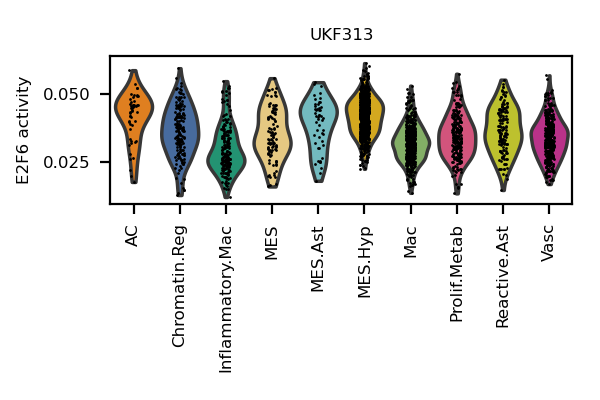 UKF313
E2F6 activity
0.050
0.025
AC
Chromatin.Reg
Inflammatory.Mac
MES
MES.Ast
MES.Hyp
Mac
Prolif.Metab
Reactive.Ast
Vasc